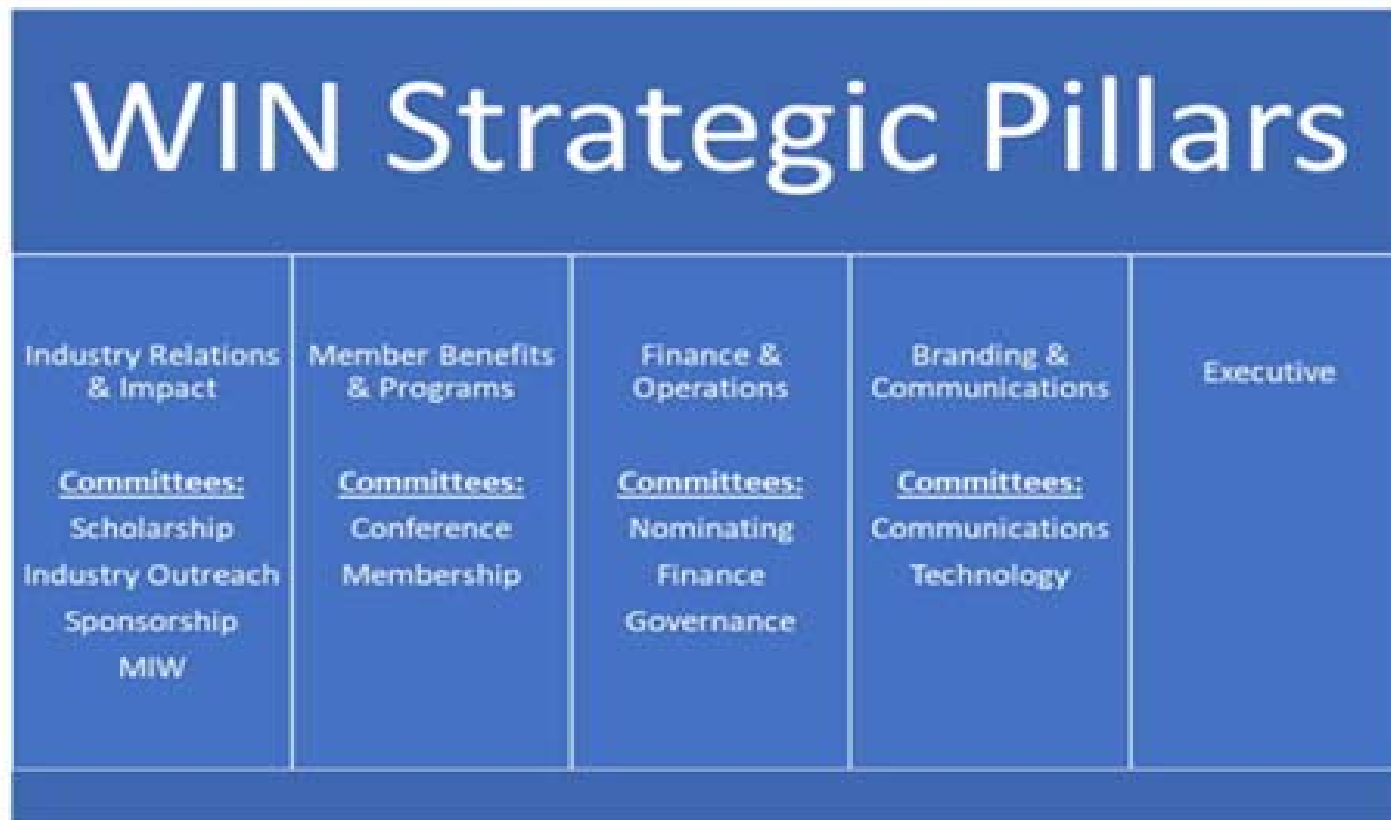 WIN Strategic Pillars
Industry Relations
& Impact
Committees:
Scholarship
Industry Outreach
Sponsorship
MIW
Member Benefits
& Programs
Committees:
Conference
Membership
Finance &
Operations
Committees:
Nominating
Finance
Governance
Branding &
Communications
Committees:
Communications
Technology
Executive